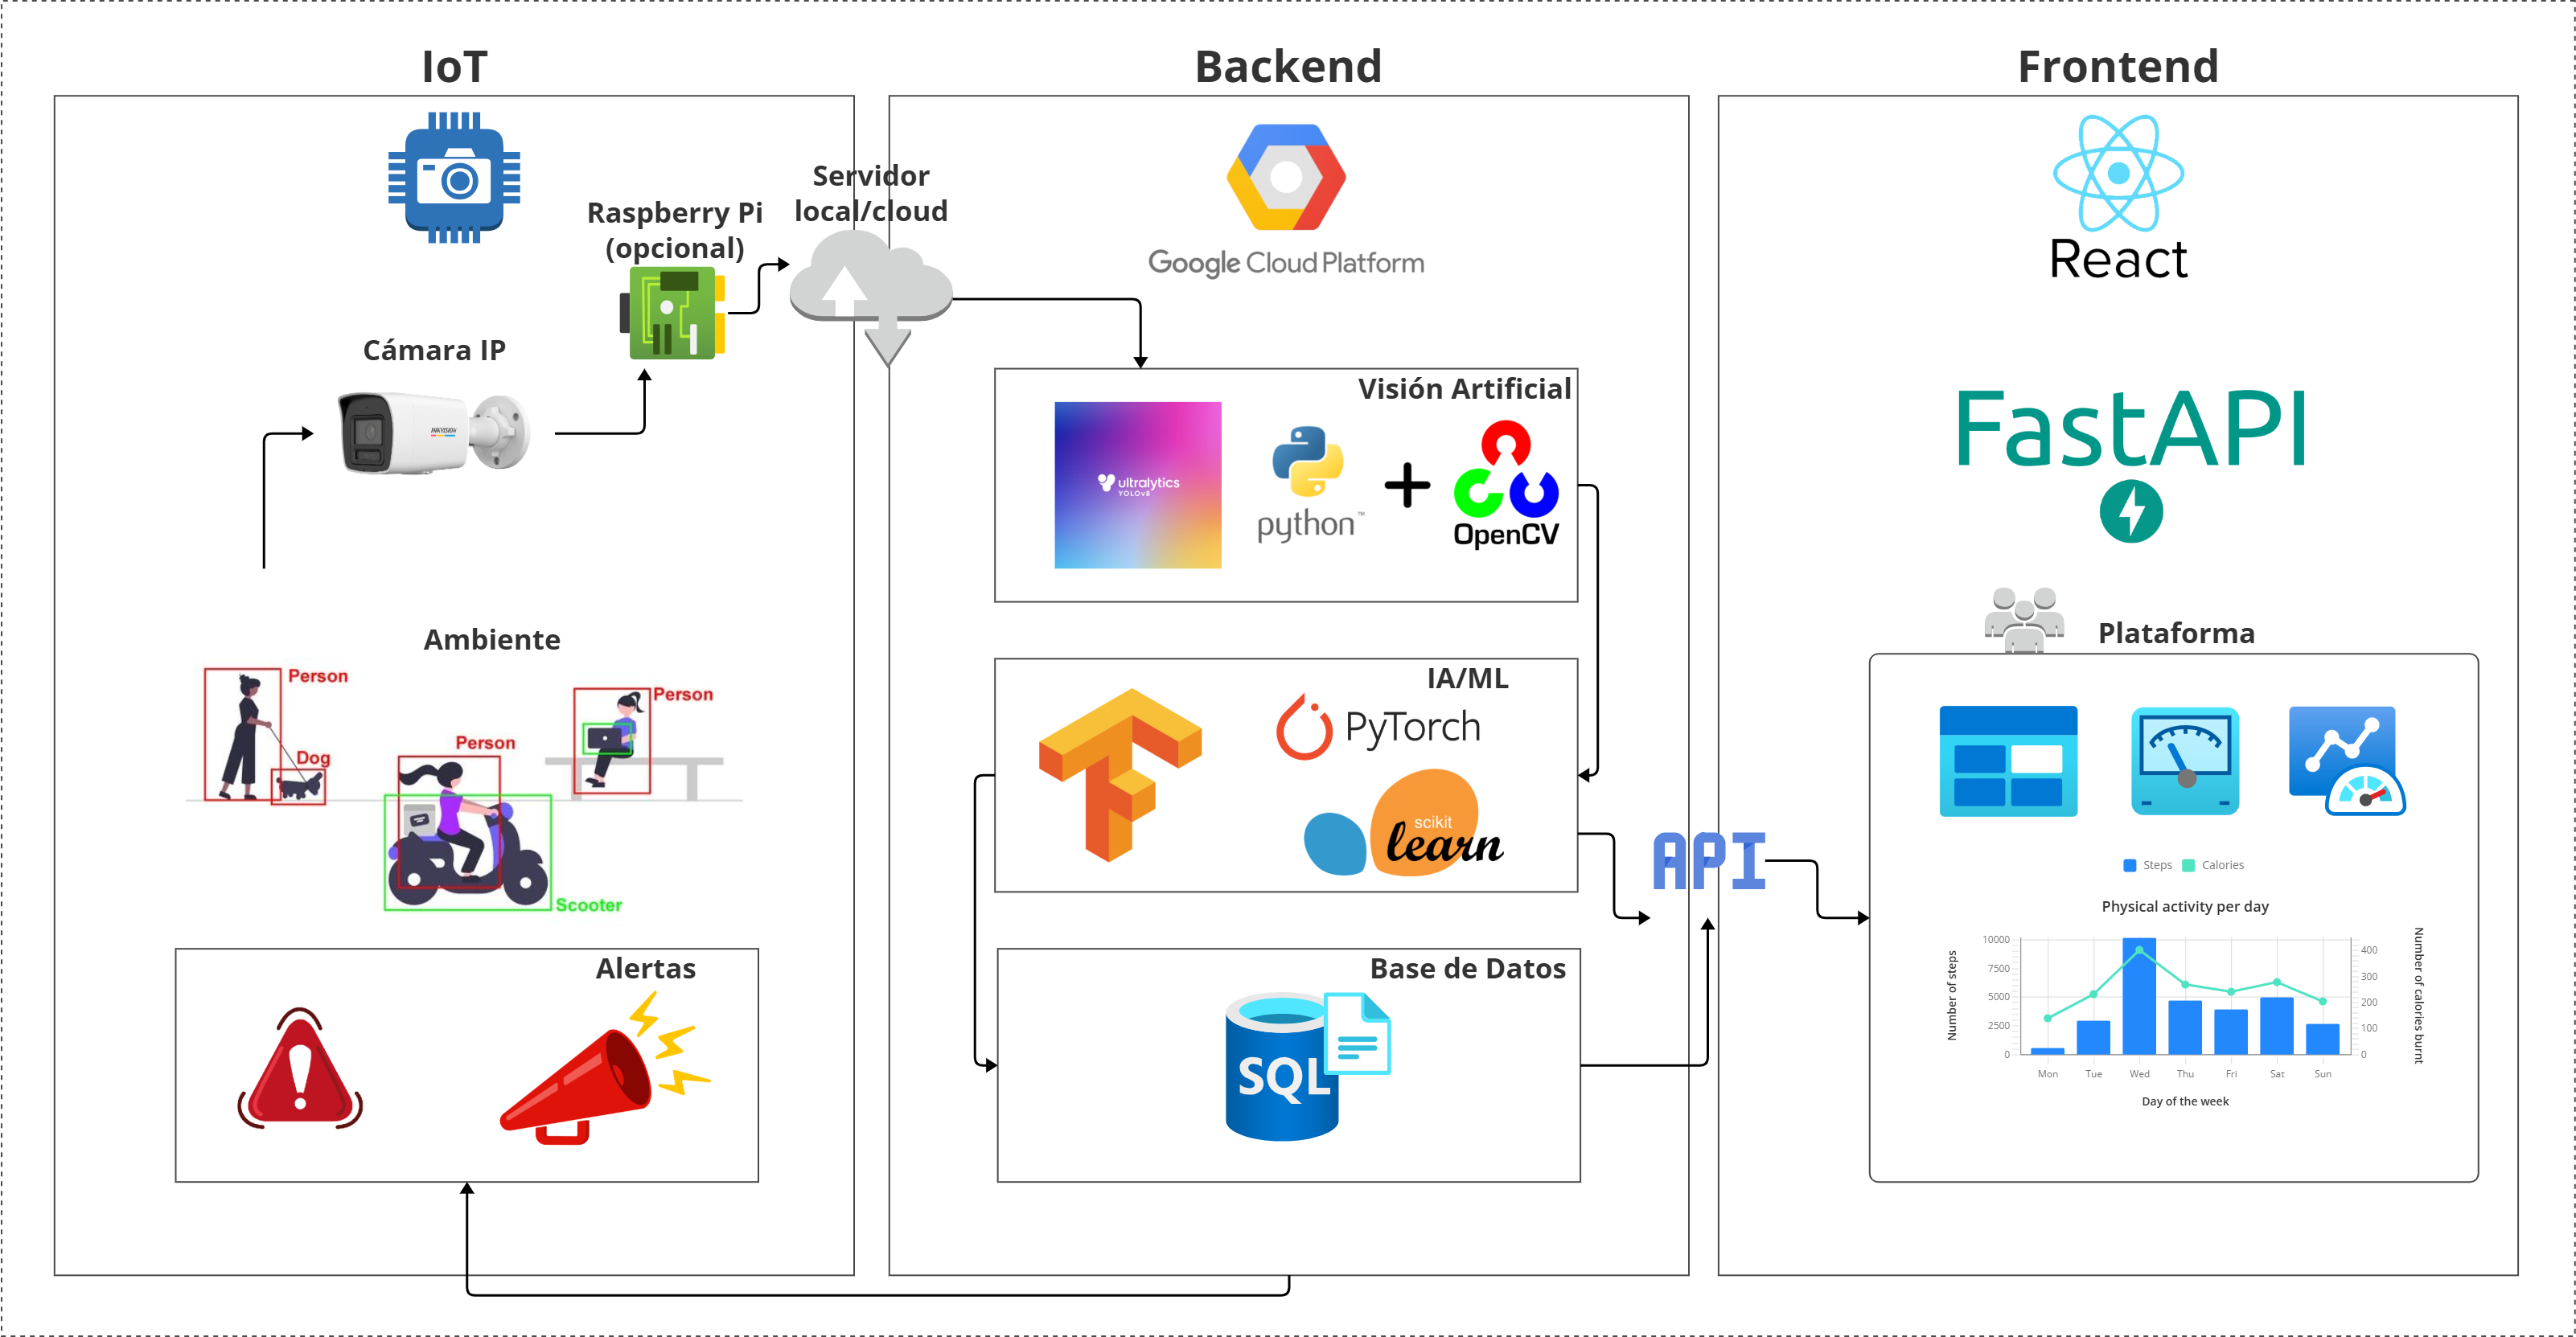 IoT
Backend
Frontend
Servidor
local/cloud
Raspberry Pi
(opcional)
Google Cloud Platform
React
Cámara IP
HIKVISION
Visión Artificial
ultralytics
YOLOv8
python™
OpenCV
FastAPI
Ambiente
Person
Person
Person
Dog
Scooter
IA/ML
PyTorch
scikit
learn
API
Plataforma
Steps
Calories
Physical activity per day
Number of steps
10000
7500
5000
2500
0
400
300
200
100
0
Number of calories burnt
Mon
Tue
Wed
Thu
Fri
Sat
Sun
Day of the week
Alertas
Base de Datos
SQL